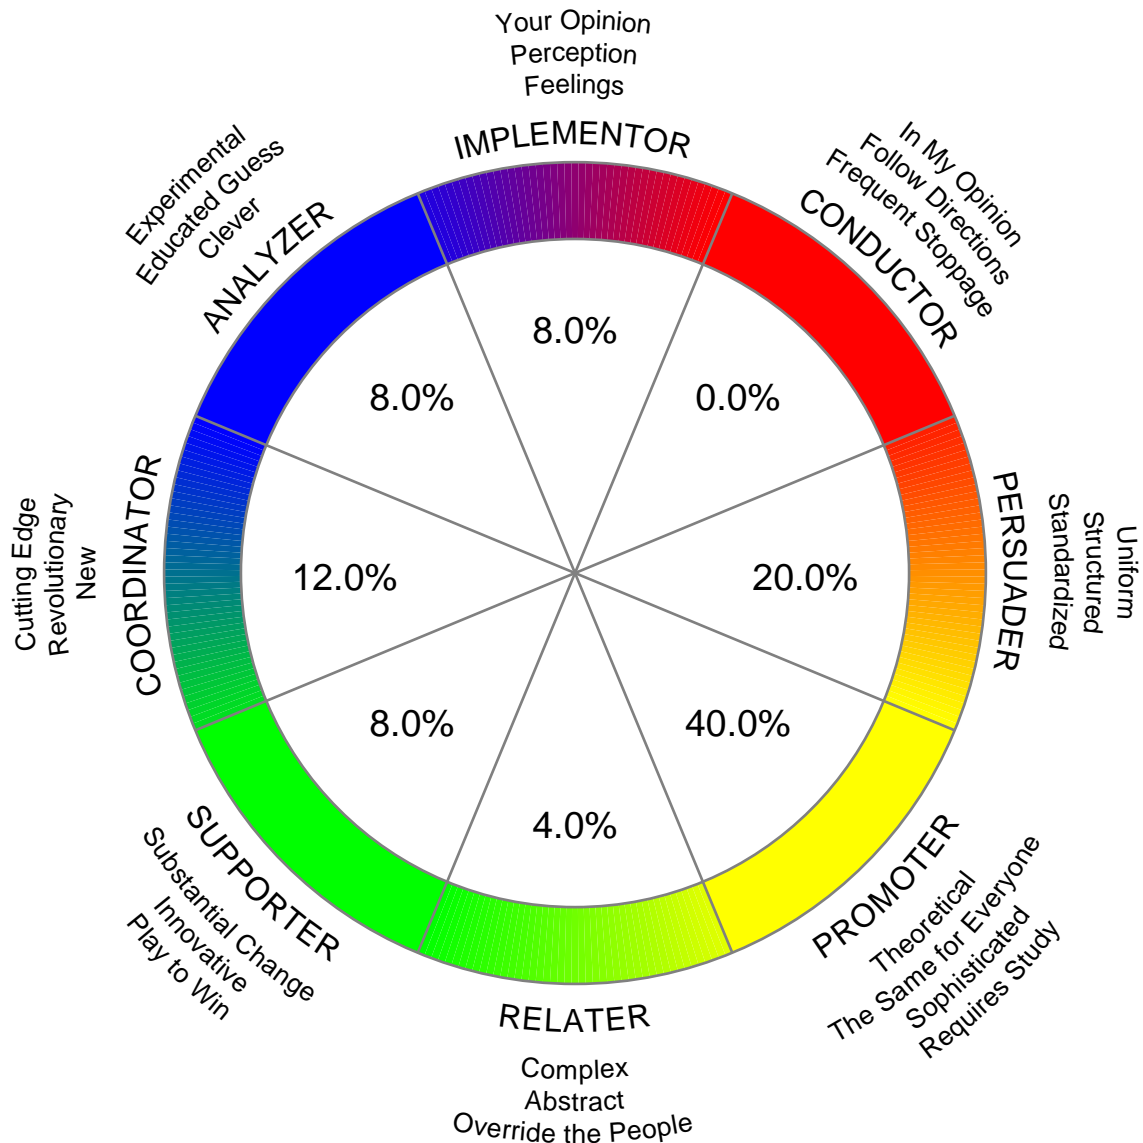 Your Opinion
Perception
Feelings
IMPLEMENTOR
In My Opinion
Follow Directions
Frequent Stoppage
CONDUCTOR
Uniform
Structured
Standardized
PERSUADER
PROMOTER
Theoretical
The Same for Everyone
Sophisticated
Requires Study
RELATER
Complex
Abstract
Override the People
SUPPORTER
Substantial Change
Innovative
Play to Win
Cutting Edge
Revolutionary
New
COORDINATOR
Experimental
Educated Guess
Clever
ANALYZER
8.0%
0.0%
20.0%
40.0%
4.0%
8.0%
12.0%
8.0%